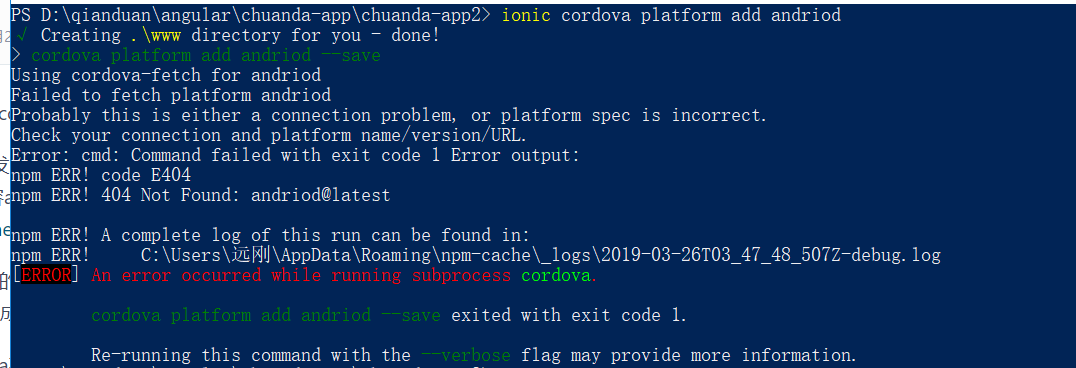 PS D:\qianduan\angular\chuanda-app\chuanda-app2> ionic cordova platform add andriod
√ Creating .\www directory for you - done!
> cordova platform add andriod --save
Using cordova-fetch for andriod
Failed to fetch platform andriod
Probably this is either a connection problem, or platform spec is incorrect.
Check your connection and platform name/version/URL.
Error: cmd: Command failed with exit code 1 Error output:
npm ERR! code E404
npm ERR! 404 Not Found: andriod@latest
npm ERR! A complete log of this run can be found in:
npm ERR!     C:\Users\远刚\AppData\Roaming\npm-cache\_logs\2019-03-26T03_47_48_507Z-debug.log
[ERROR] An error occurred while running subprocess cordova.
cordova platform add andriod --save exited with exit code 1.
Re-running this command with the --verbose flag may provide more information.